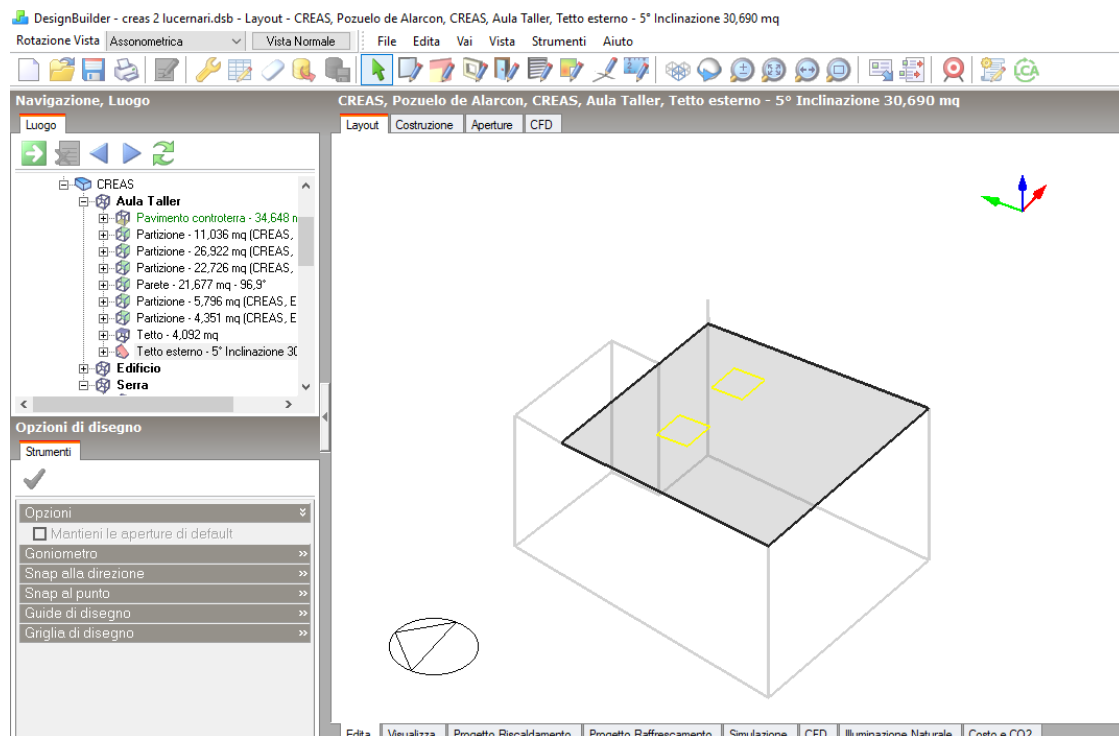 DesignBuilder - creas 2 lucernari.dsb - Layout - CREAS, Pozuelo de Alarcon, CREAS, Aula Taller, Tetto esterno - 5° Inclinazione 30,690 mq
Rotazione Vista Assonometrica Vista Normale File Edita Vai Vista Strumenti Aiuto
LCA
Navigazione, Luogo
Luogo
CREAS
Aula Taller
Pavimento controterra - 34,648 m
Partizione - 11,036 mq (CREAS,
Partizione - 26,922 mq (CREAS,
Partizione - 22,726 mq (CREAS,
Parete - 21,677 mq - 96,9°
Partizione - 5,796 mq (CREAS, E
Partizione - 4,351 mq (CREAS, E
Tetto - 4,092 mq
Tetto esterno - 5° Inclinazione 30
Edificio
Serra
Opzioni di disegno
Strumenti
Opzioni
Mantieni le aperture di default
Goniometro
Snap alla direzione
Snap al punto
Guide di disegno
Griglia di disegno
CREAS, Pozuelo de Alarcon, CREAS, Aula Taller, Tetto esterno - 5° Inclinazione 30,690 mq
Layout Costruzione Aperture CFD
Edita Visualizza Progetto Riscaldamento Progetto Raffrescamento Simulazione CFD Illuminazione Naturale Costo e CO2